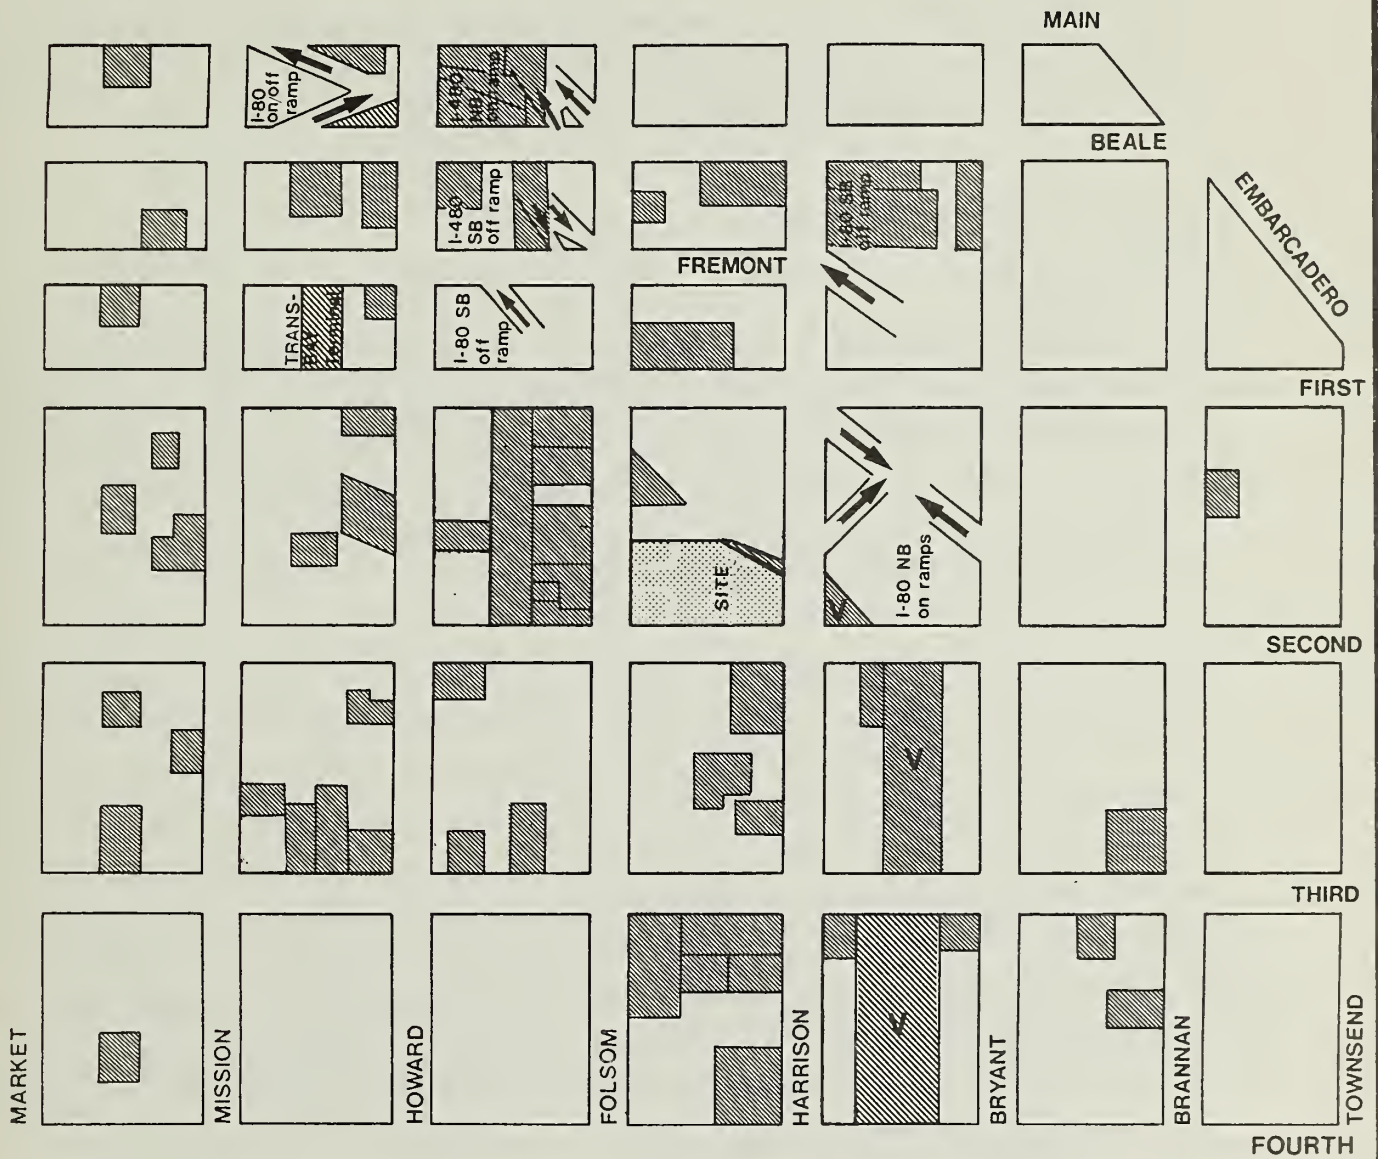 MAIN
I-80
on/off
ramp
I-480
NB
on ramp
BEALE
I-480
SB
off ramp
I-80 SB
off ramp
EMBARCADERO
FREMONT
TRANS-
BAY
I-80 SB
off
ramp
FIRST
SITE
V
I-80 NB
on ramps
SECOND
V
THIRD
V
MARKET
MISSION
HOWARD
FOLSOM
HARRISON
BRYANT
BRANNAN
TOWNSEND
FOURTH